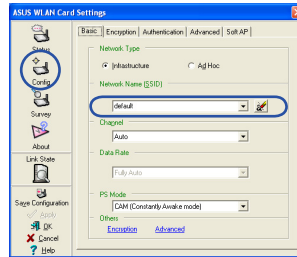 ASUS WLAN Card Settings
Status
Config
Survey
About
Link State
Save Configuration
Apply
OK
Cancel
Help
Basic Encryption Authentication Advanced Soft AP
Network Type
Infrastructure Ad Hoc
Network Name (SSID)
default
Channel
Auto
Data Rate
Fully Auto
PS Mode
CAM (Constantly Awake mode)
Others
Encryption Advanced